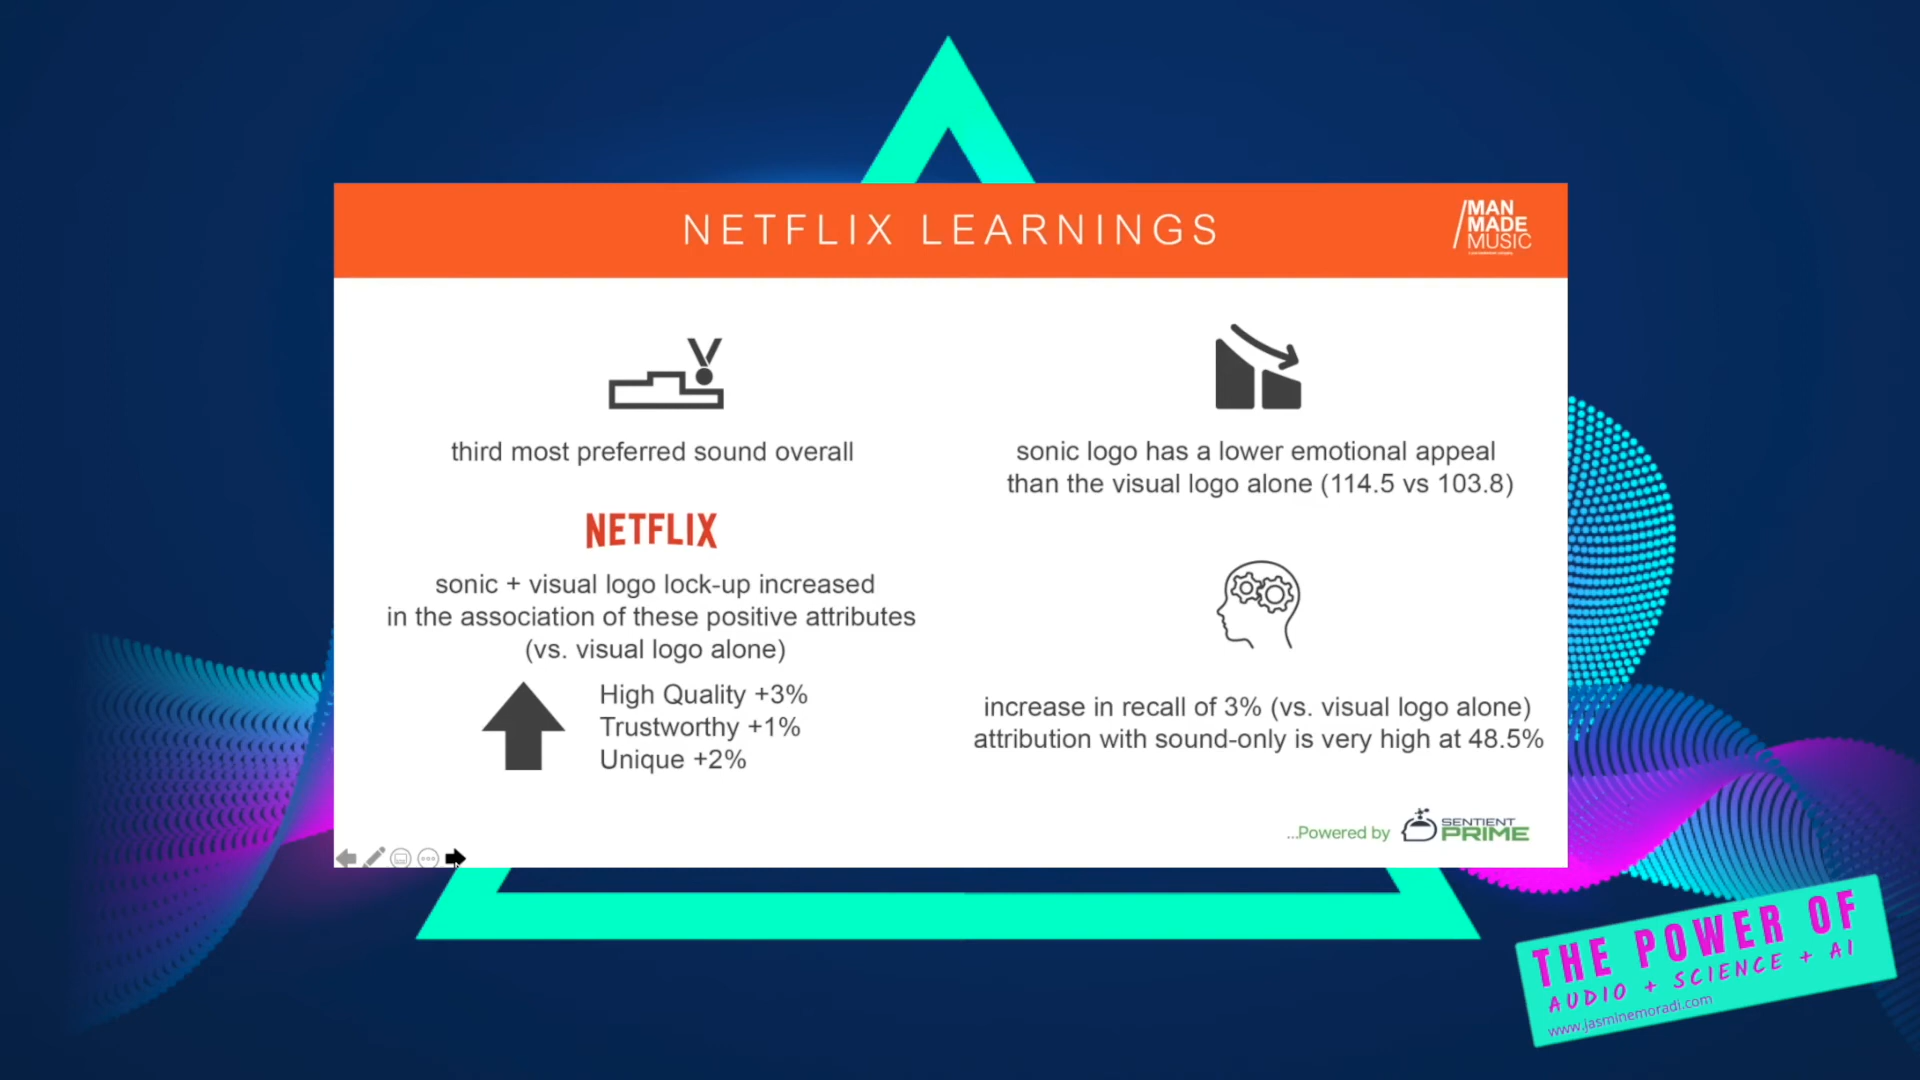 NETFLIX LEARNINGS
/MAN
MADE
MUSIC
third most preferred sound overall
NETFLIX
sonic + visual logo lock-up increased
in the association of these positive attributes
(vs. visual logo alone)
High Quality +3%
Trustworthy +1%
Unique +2%
sonic logo has a lower emotional appeal
than the visual logo alone (114.5 vs 103.8)
increase in recall of 3% (vs. visual logo alone)
attribution with sound-only is very high at 48.5%
...Powered by
SENTIENT
PRIME
THE POWER OF
AUDIO + SCIENCE + AI
www.jasminemoradi.com